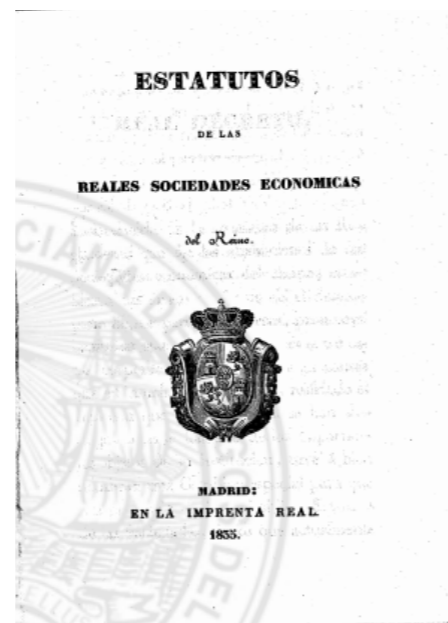 ESTATUTOS
DE LAS
REALES SOCIEDADES ECONOMICAS
del Reino.
MADRID:
EN LA IMPRENTA REAL.
1835.